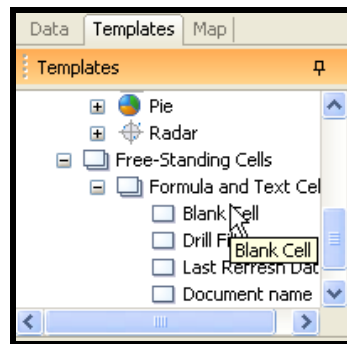 Data Templates Map
Templates
Pie
Radar
Free-Standing Cells
Formula and Text Cel
Blank Cell
Drill Fi
Blank Cell
Last Refresh Dat
Document name